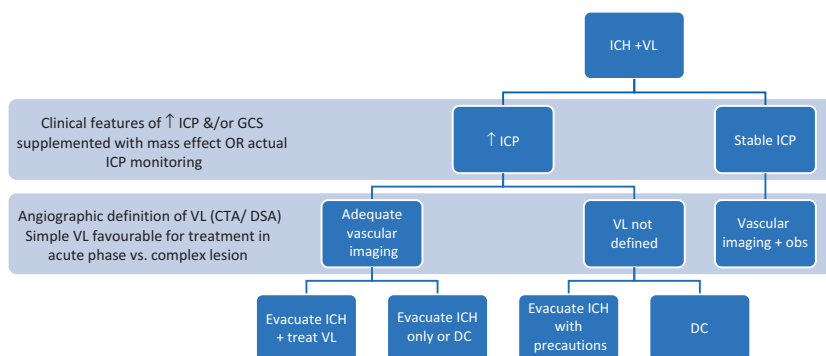 ICH +VL
Clinical features of ↑ ICP &/or GCS
supplemented with mass effect OR actual
ICP monitoring
↑ ICP
Stable ICP
Angiographic definition of VL (CTA/ DSA)
Simple VL favourable for treatment in
acute phase vs. complex lesion
Adequate
vascular
imaging
VL not
defined
Vascular
imaging + obs
Evacuate ICH
+ treat VL
Evacuate ICH
only or DC
Evacuate ICH
with
precautions
DC